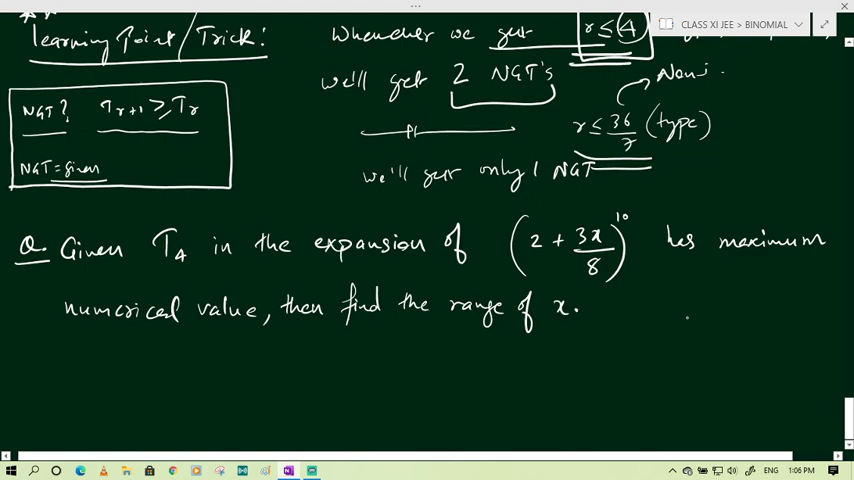 CLASS XI JEE > BINOMIAL
Learning Point/Trick!
Whenever we get r ≤ 4
we'll get 2 NGT's
NGT? T_{r+1} ≥ T_r
NGT = given
r ≤ 36/7 (type)
we'll get only 1 NGT
Q. Given T_4 in the expansion of (2 + 3x/8)^10 has maximum
numerical value, then find the range of x.
ENG 1:06 PM